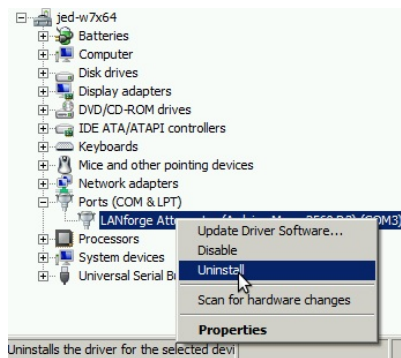 jed-w7x64
Batteries
Computer
Disk drives
Display adapters
DVD/CD-ROM drives
IDE ATA/ATAPI controllers
Keyboards
Mice and other pointing devices
Network adapters
Ports (COM & LPT)
LANforge (COM3)
Update Driver Software...
Processors
Disable
System devices
Uninstall
Universal Serial
Scan for hardware changes
Properties
Uninstalls the driver for the selected devi